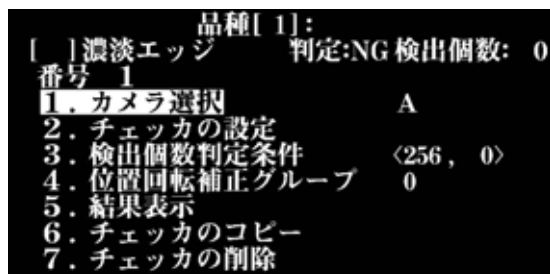 品種[ 1]:
[ ]濃淡エッジ 判定:NG 検出個数: 0
番号 1
1. カメラ選択 A
2. チェッカの設定
3. 検出個数判定条件 〈256, 0〉
4. 位置回転補正グループ 0
5. 結果表示
6. チェッカのコピー
7. チェッカの削除